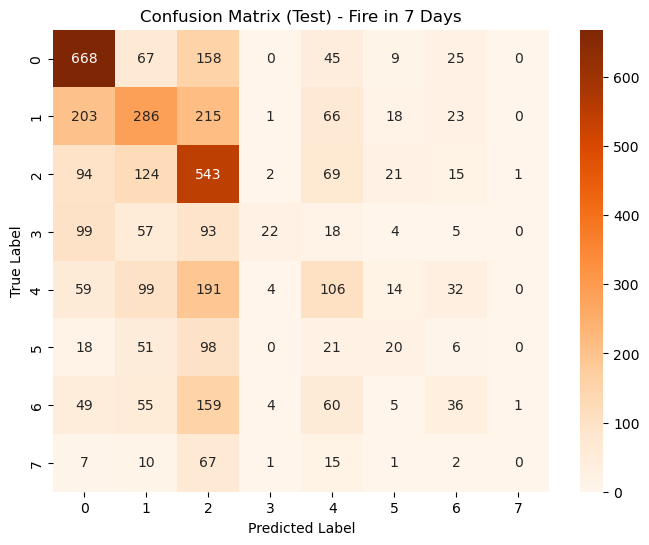 Confusion Matrix (Test) - Fire in 7 Days
0 668 67 158 0 45 9 25 0
1 203 286 215 1 66 18 23 0
2 94 124 543 2 69 21 15 1
3 99 57 93 22 18 4 5 0
4 59 99 191 4 106 14 32 0
5 18 51 98 0 21 20 6 0
6 49 55 159 4 60 5 36 1
7 7 10 67 1 15 1 2 0
0 1 2 3 4 5 6 7
Predicted Label
True Label
600
500
400
300
200
100
0